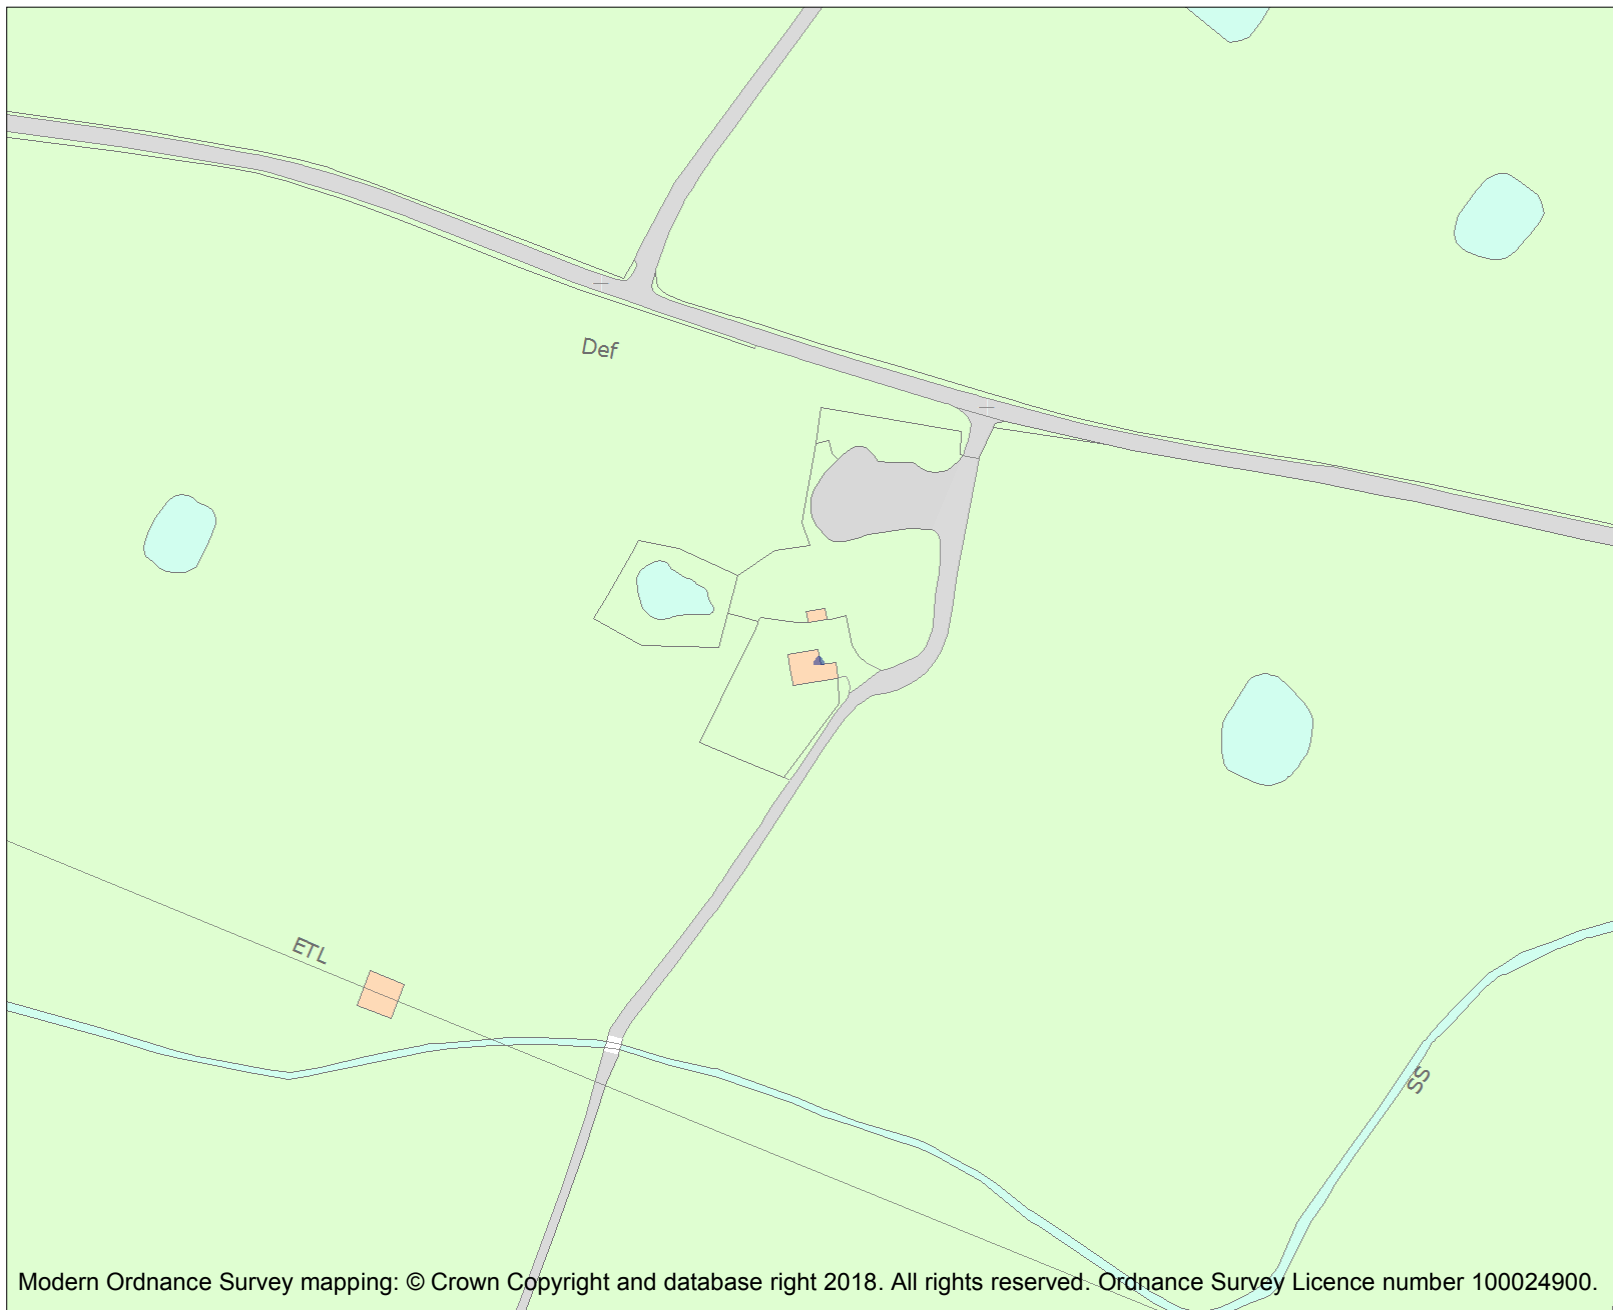 Def
ETL
SS
Modern Ordnance Survey mapping: © Crown Copyright and database right 2018. All rights reserved. Ordnance Survey Licence number 100024900.